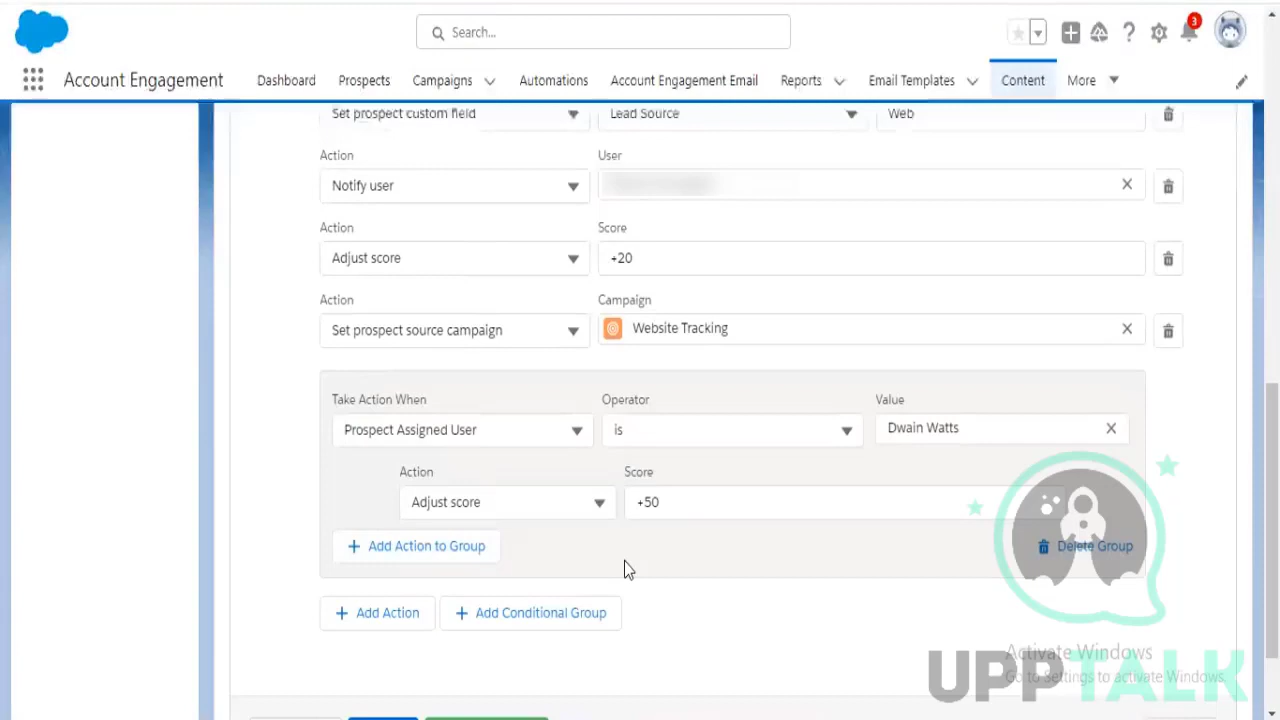 Search...
3
Account Engagement
Dashboard
Prospects
Campaigns
Automations
Account Engagement Email
Reports
Email Templates
Content
More
Set prospect custom field
Lead Source
Web
Action
User
Notify user
Action
Score
Adjust score
+20
Action
Campaign
Set prospect source campaign
Website Tracking
Take Action When
Operator
Value
Prospect Assigned User
is
Dwain Watts
Action
Score
Adjust score
+50
+ Add Action to Group
Delete Group
+ Add Action
+ Add Conditional Group
Activate Windows
Go to Settings to activate Windows.
UPPTALK